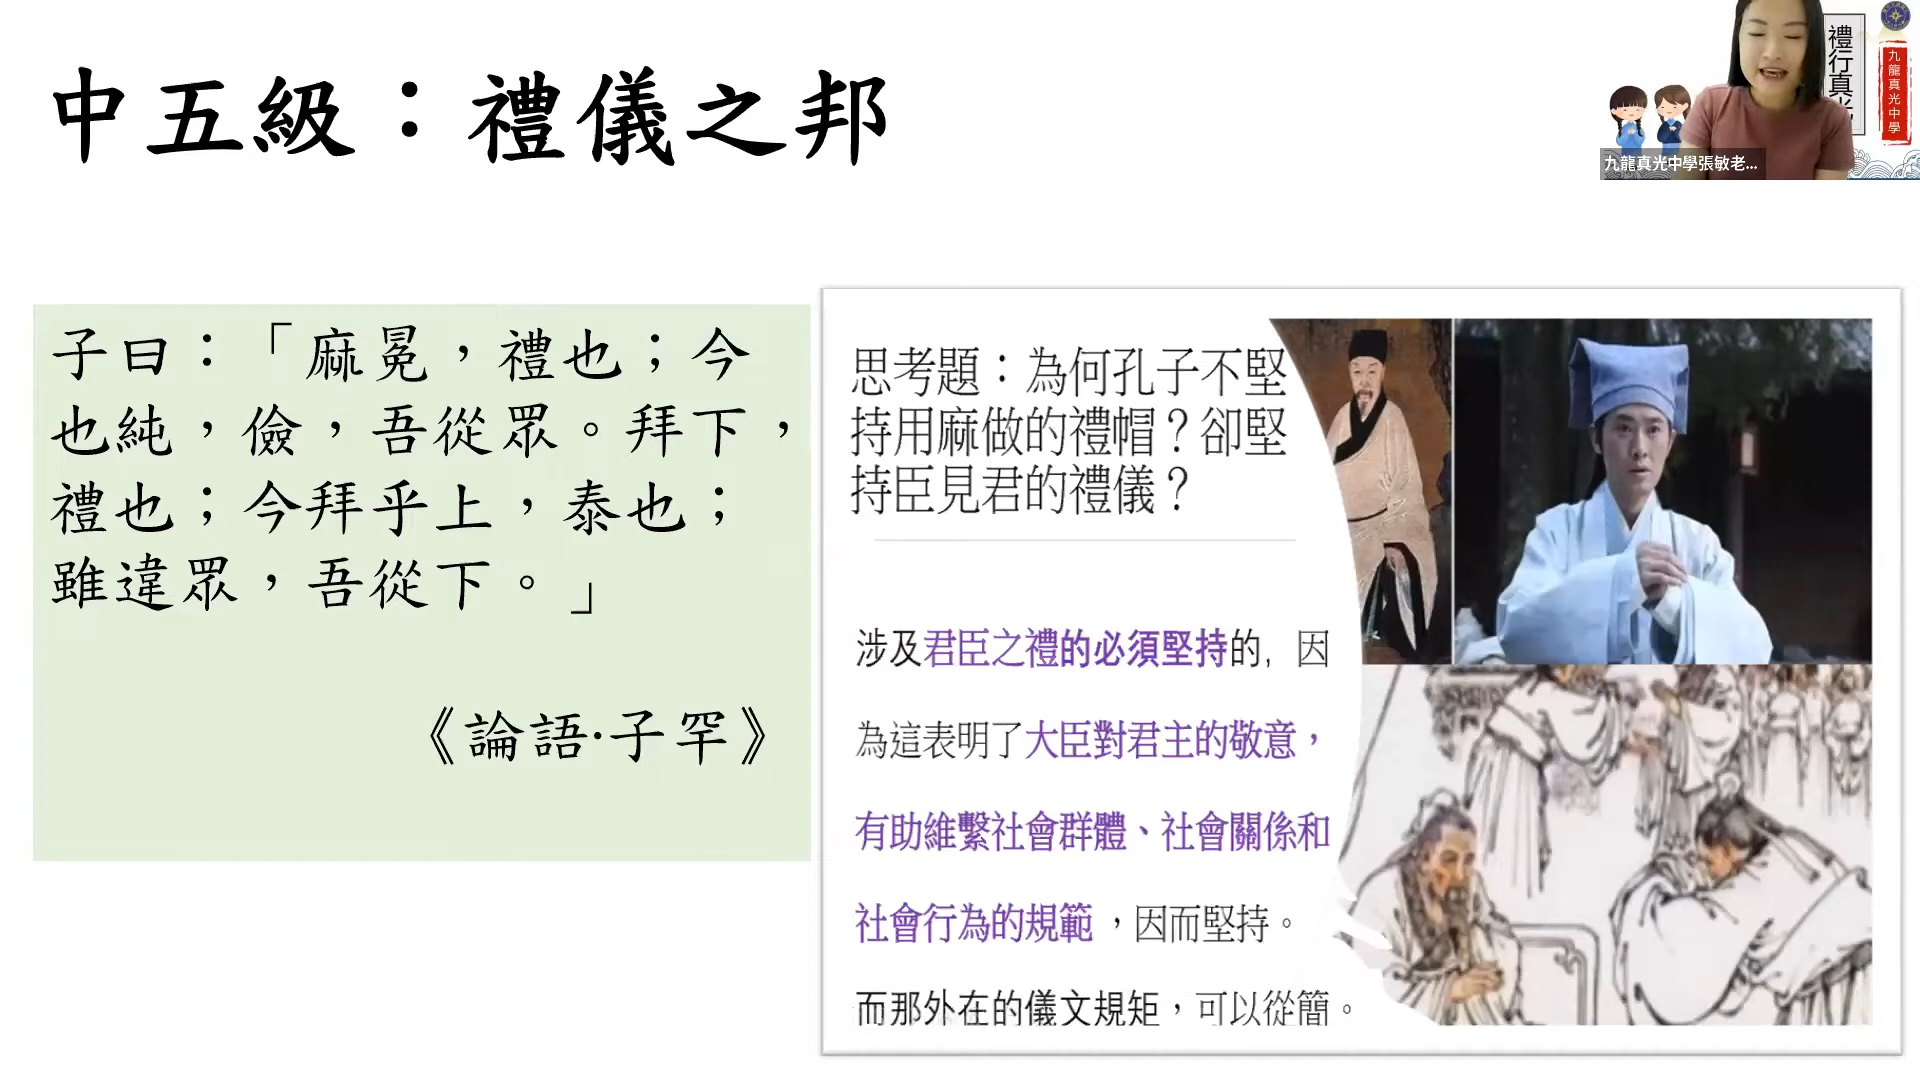 中五級：禮儀之邦
禮行真光
九龍真光中學
九龍真光中學張敏老...
子曰：「麻冕，禮也；今
也純，儉，吾從眾。拜下，
禮也；今拜乎上，泰也；
雖違眾，吾從下。」
《論語·子罕》
思考題：為何孔子不堅
持用麻做的禮帽？卻堅
持臣見君的禮儀？
涉及君臣之禮的必須堅持的，因
為這表明了大臣對君主的敬意，
有助維繫社會群體、社會關係和
社會行為的規範，因而堅持。
而那外在的儀文規矩，可以從簡。